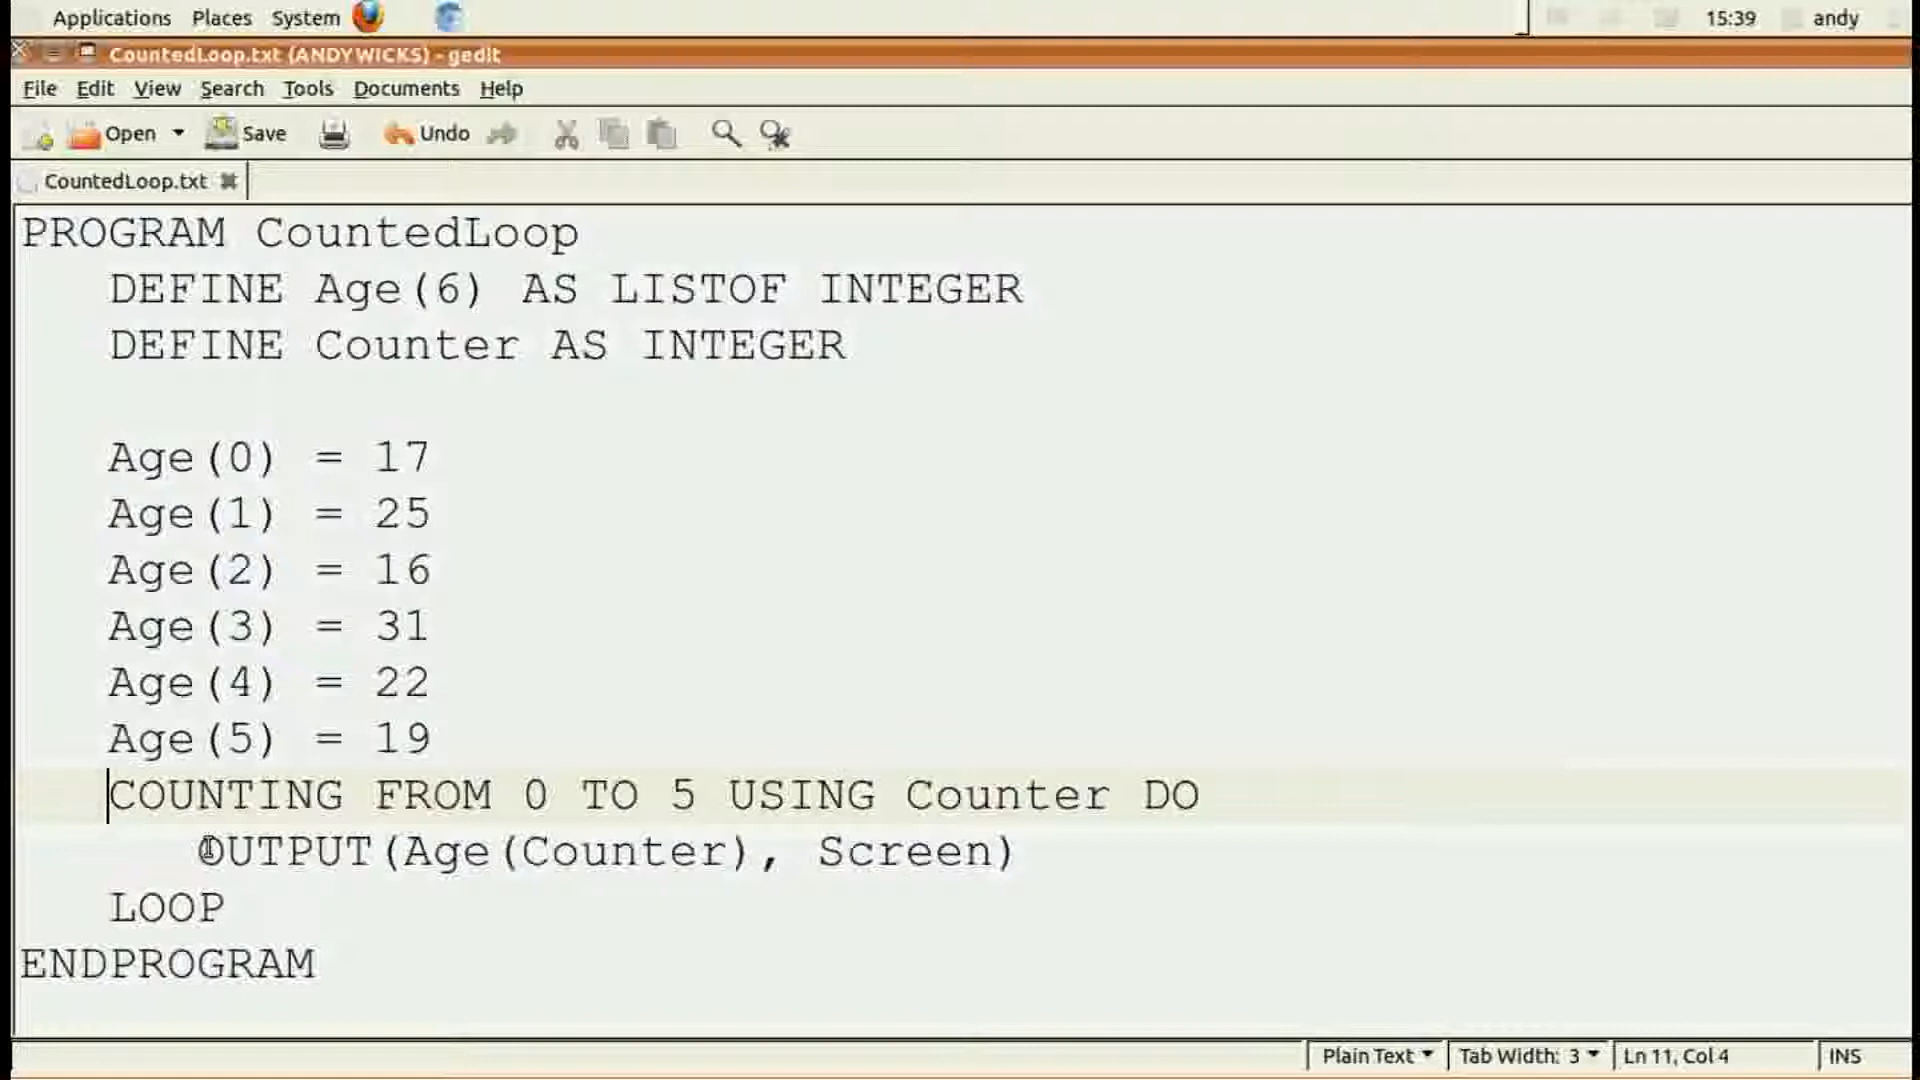 Applications Places System 15:39 andy
CountedLoop.txt (ANDYWICKS) - gedit
File Edit View Search Tools Documents Help
Open Save Undo
CountedLoop.txt
PROGRAM CountedLoop
DEFINE Age(6) AS LISTOF INTEGER
DEFINE Counter AS INTEGER
Age(0) = 17
Age(1) = 25
Age(2) = 16
Age(3) = 31
Age(4) = 22
Age(5) = 19
COUNTING FROM 0 TO 5 USING Counter DO
OUTPUT(Age(Counter), Screen)
LOOP
ENDPROGRAM
Plain Text Tab Width: 3 Ln 11, Col 4 INS